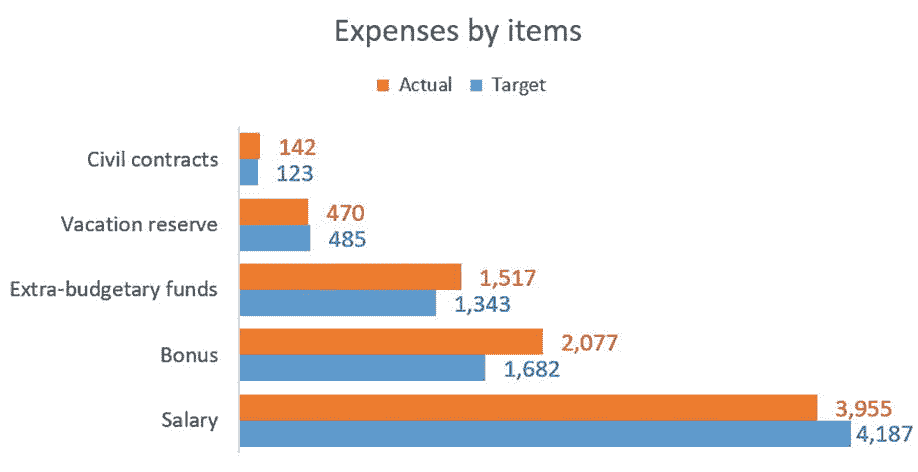 Expenses by items
Actual Target
Civil contracts
142
123
Vacation reserve
470
485
Extra-budgetary funds
1,517
1,343
Bonus
2,077
1,682
Salary
3,955
4,187